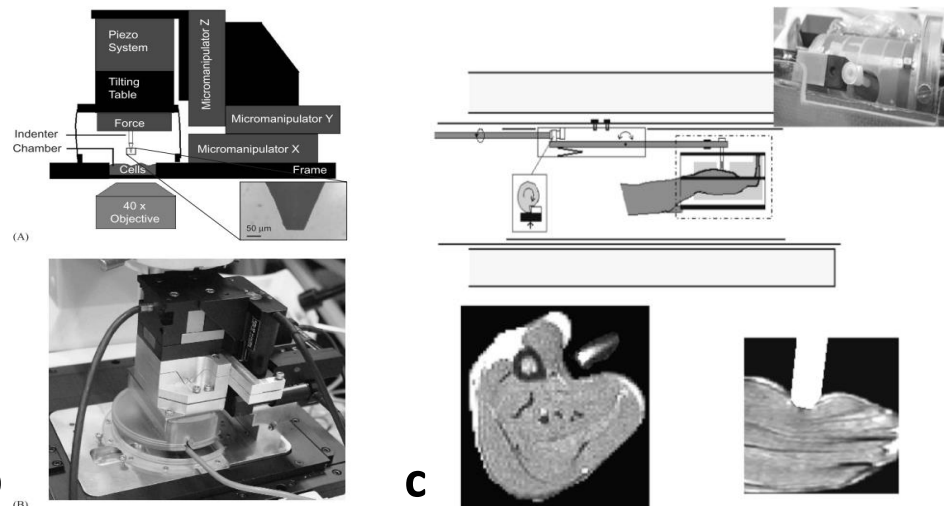 Piezo
System
Tilting
Table
Force
Micromanipulator Z
Micromanipulator Y
Micromanipulator X
Indenter
Chamber
Cells
Frame
40 x
Objective
50 µm
(A)
(B)
c